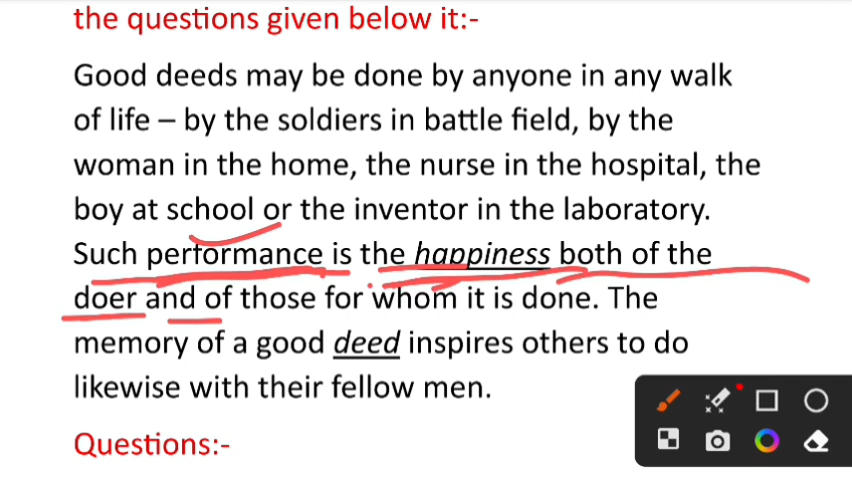 the questions given below it:-
Good deeds may be done by anyone in any walk
of life – by the soldiers in battle field, by the
woman in the home, the nurse in the hospital, the
boy at school or the inventor in the laboratory.
Such performance is the happiness both of the
doer and of those for whom it is done. The
memory of a good deed inspires others to do
likewise with their fellow men.
Questions:-